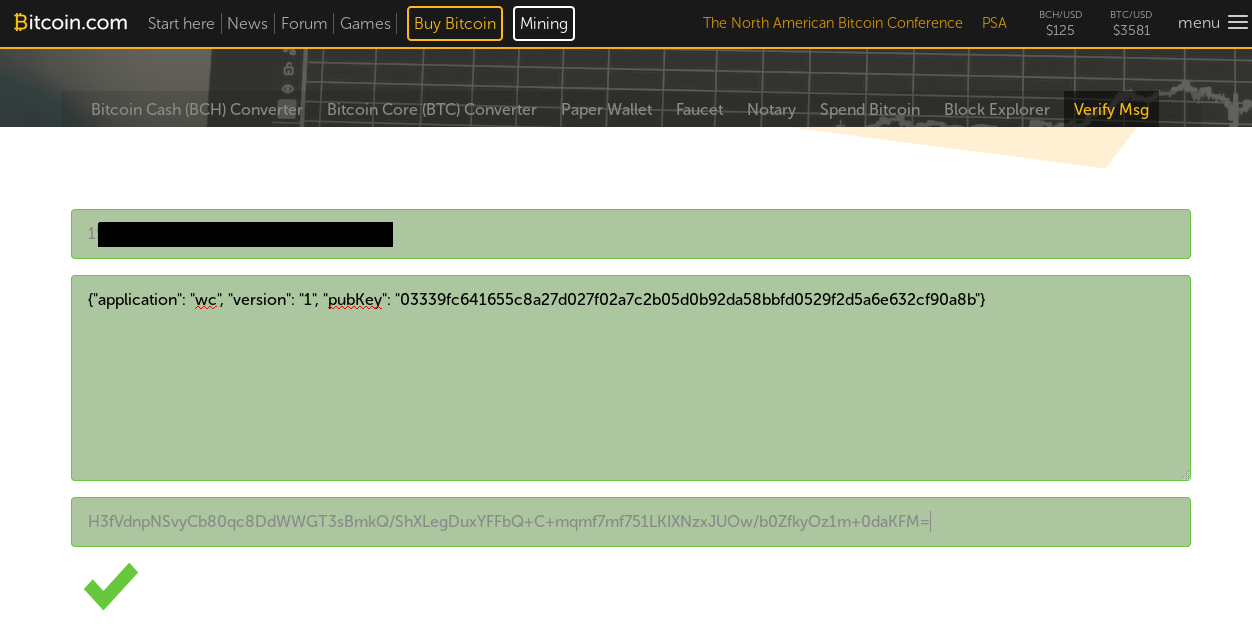 Bitcoin.com Start here News Forum Games Buy Bitcoin Mining The North American Bitcoin Conference PSA BCH/USD $125 BTC/USD $3581 menu
Bitcoin Cash (BCH) Converter Bitcoin Core (BTC) Converter Paper Wallet Faucet Notary Spend Bitcoin Block Explorer Verify Msg
{"application": "wc", "version": "1", "pubKey": "03339fc641655c8a27d027f02a7c2b05d0b92da58bbfd0529f2d5a6e632cf90a8b"}
H3fVdnpNSvyCb80qc8DdWWGT3sBmkQ/ShXLegDuxYFFbQ+C+mqmf7mf751LKIXNzxJUOw/b0ZfkyOz1m+0daKFM=